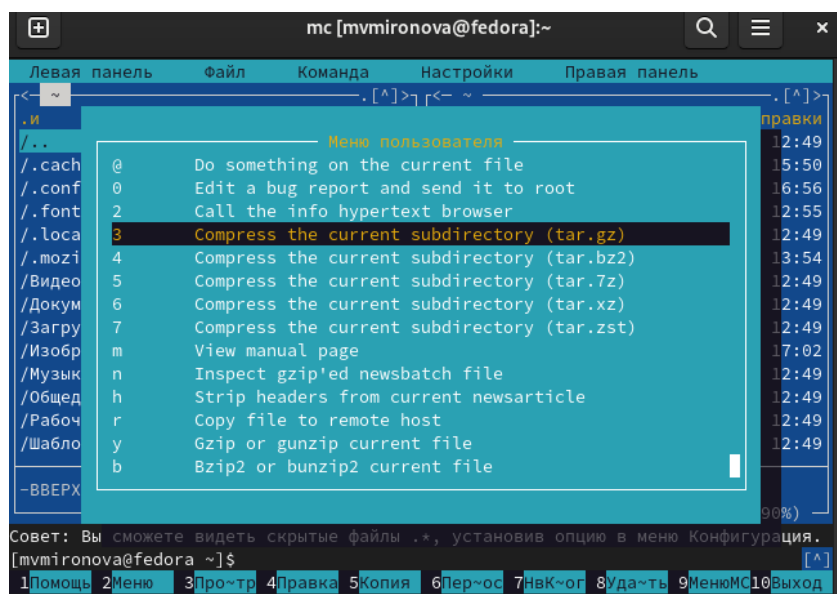 mc [mvmironova@fedora]:~
Левая панель Файл Команда Настройки Правая панель
<— ~ .[^]> <— ~ .[^]>
.и правки
/.. 12:49
Меню пользователя
/.cach @ Do something on the current file 15:50
/.conf 0 Edit a bug report and send it to root 16:56
/.font 2 Call the info hypertext browser 12:55
/.loca 3 Compress the current subdirectory (tar.gz) 12:49
/.mozi 4 Compress the current subdirectory (tar.bz2) 13:54
/Видео 5 Compress the current subdirectory (tar.7z) 12:49
/Докум 6 Compress the current subdirectory (tar.xz) 12:49
/Загру 7 Compress the current subdirectory (tar.zst) 12:49
/Изобр m View manual page 17:02
/Музык n Inspect gzip'ed newsbatch file 12:49
/Общед h Strip headers from current newsarticle 12:49
/Рабоч r Copy file to remote host 12:49
/Шабло y Gzip or gunzip current file 12:49
b Bzip2 or bunzip2 current file
-ВВЕРХ
90%)
Совет: Вы сможете видеть скрытые файлы .*, установив опцию в меню Конфигурация.
[mvmironova@fedora ~]$ [^]
1Помощь 2Меню 3Про~тр 4Правка 5Копия 6Пер~ос 7НвК~ог 8Уда~ть 9МенюMC10Выход